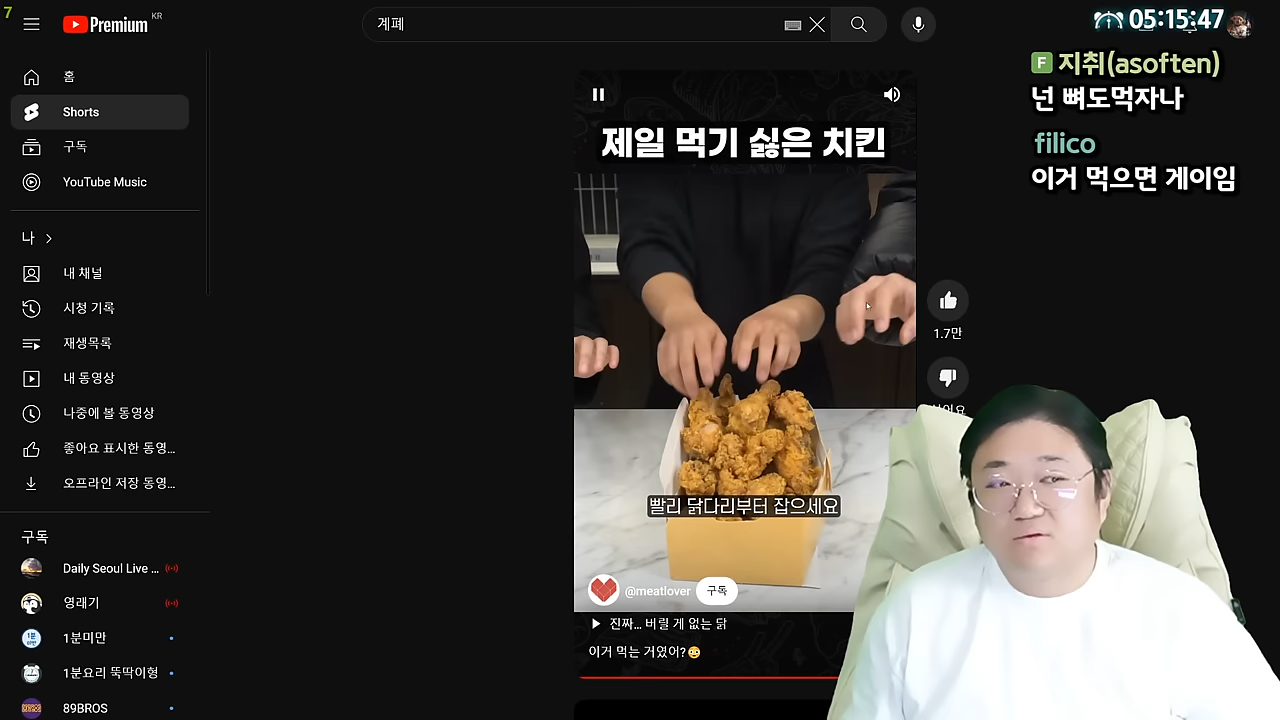 7
Premium KR
계폐
05:15:47
홈
Shorts
구독
YouTube Music
나
내 채널
시청 기록
재생목록
내 동영상
나중에 볼 동영상
좋아요 표시한 동영...
오프라인 저장 동영...
구독
Daily Seoul Live ...
영래기
1분미만
1분요리 뚝딱이형
89BROS
제일 먹기 싫은 치킨
빨리 닭다리부터 잡으세요
@meatlover 구독
진짜... 버릴 게 없는 닭
이거 먹는 거였어?
1.7만
F 지취(asoften)
넌 뼈도먹자나
filico
이거 먹으면 게이임